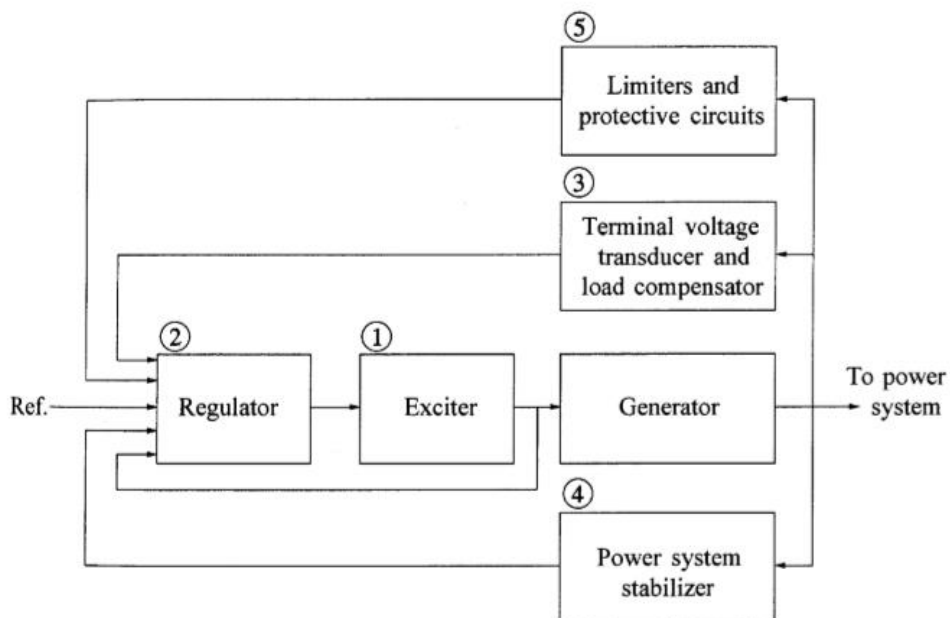 ⑤
Limiters and
protective circuits
③
Terminal voltage
transducer and
load compensator
②
Regulator
①
Exciter
Generator
Ref.
To power
system
④
Power system
stabilizer